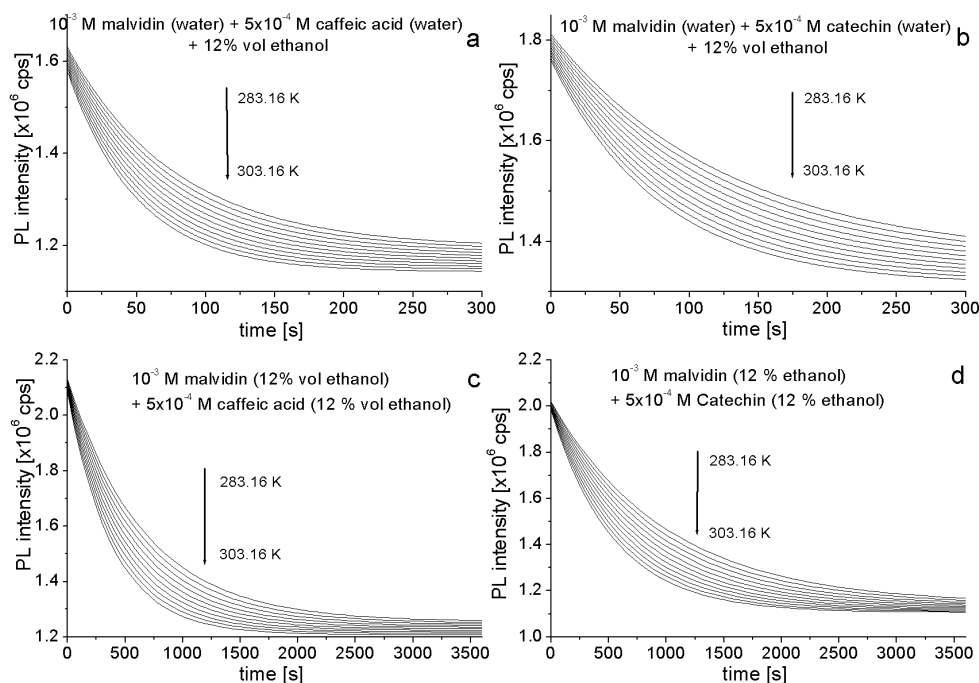 10⁻³ M malvidin (water) + 5x10⁻⁴ M caffeic acid (water)
+ 12% vol ethanol
a
283.16 K
303.16 K
1.6
1.4
1.2
PL intensity [x10⁶ cps]
0 50 100 150 200 250 300
time [s]
10⁻³ M malvidin (water) + 5x10⁻⁴ M catechin (water)
+ 12% vol ethanol
b
283.16 K
303.16 K
1.8
1.6
1.4
PL intensity [x10⁶ cps]
0 50 100 150 200 250 300
time [s]
10⁻³ M malvidin (12% vol ethanol)
+ 5x10⁻⁴ M caffeic acid (12 % vol ethanol)
c
283.16 K
303.16 K
2.2
2.0
1.8
1.6
1.4
1.2
PL intensity [x10⁶ cps]
0 500 1000 1500 2000 2500 3000 3500
time [s]
10⁻³ M malvidin (12 % ethanol)
+ 5x10⁻⁴ M Catechin (12 % ethanol)
d
283.16 K
303.16 K
2.2
2.0
1.8
1.6
1.4
1.2
1.0
PL intensity [x10⁶ cps]
0 500 1000 1500 2000 2500 3000 3500
time [s]